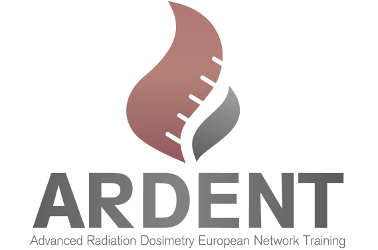 ARDENT
Advanced Radiation Dosimetry European Network Training